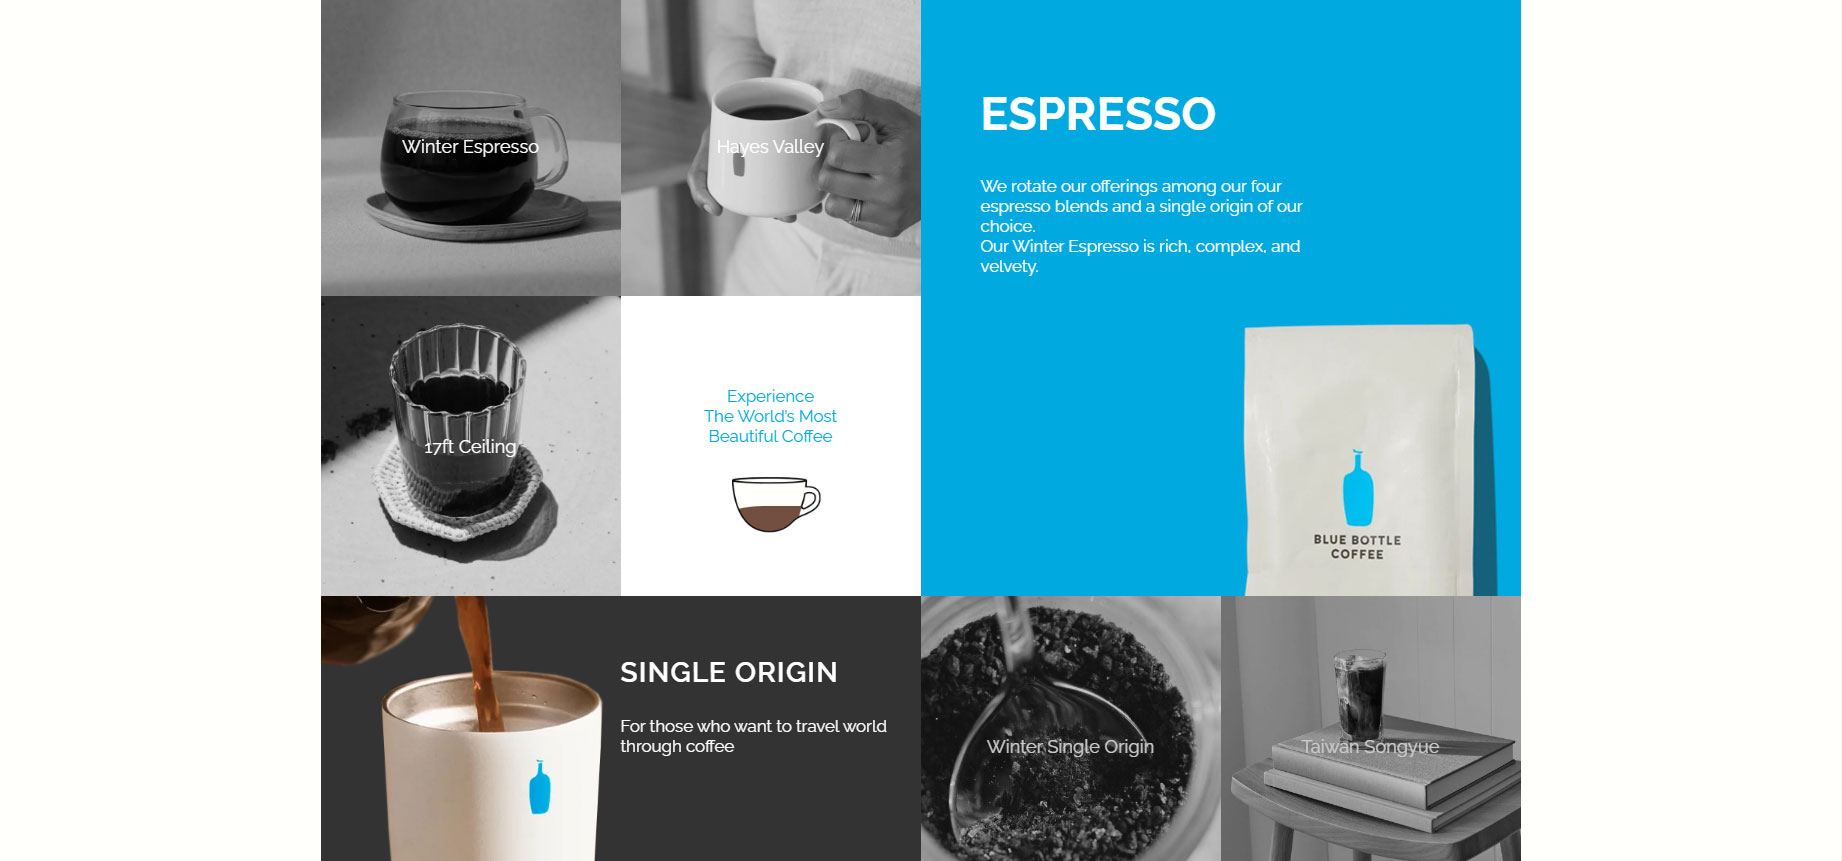 Winter Espresso
Hayes Valley
ESPRESSO
We rotate our offerings among our four
espresso blends and a single origin of our
choice.
Our Winter Espresso is rich, complex, and
velvety.
17ft Ceiling
Experience
The World's Most
Beautiful Coffee
BLUE BOTTLE
COFFEE
SINGLE ORIGIN
For those who want to travel world
through coffee
Winter Single Origin
Taiwan Songyue